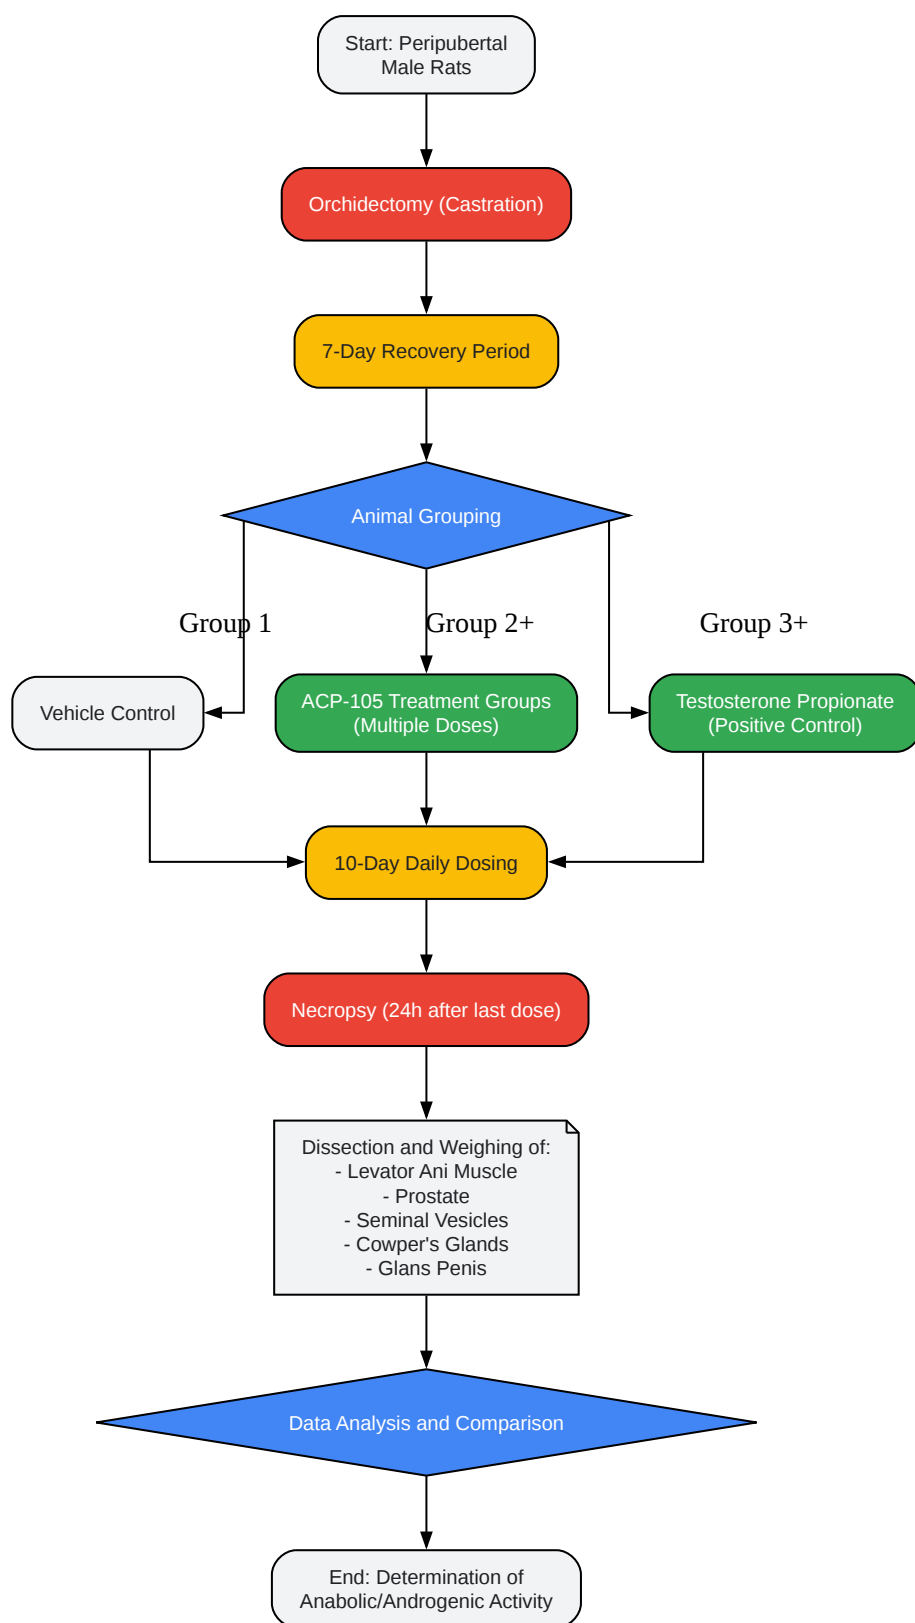 Start: Peripubertal
Male Rats
Orchidectomy (Castration)
7-Day Recovery Period
Animal Grouping
Group 1
Group 2+
Group 3+
Vehicle Control
ACP-105 Treatment Groups
(Multiple Doses)
Testosterone Propionate
(Positive Control)
10-Day Daily Dosing
Necropsy (24h after last dose)
Dissection and Weighing of:
- Levator Ani Muscle
- Prostate
- Seminal Vesicles
- Cowper's Glands
- Glans Penis
Data Analysis and Comparison
End: Determination of
Anabolic/Androgenic Activity